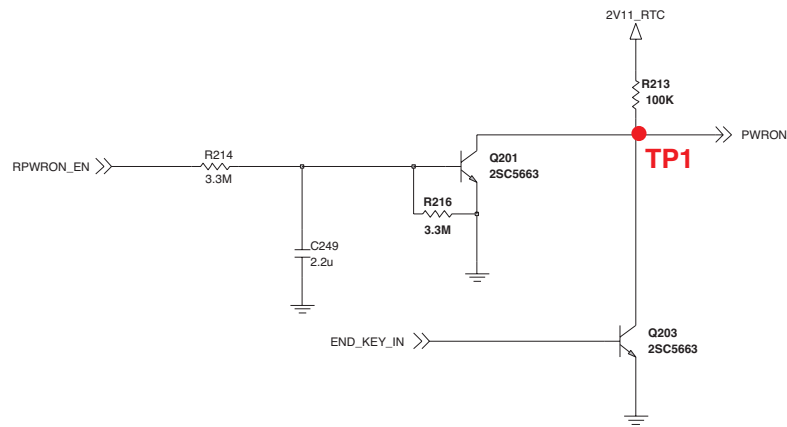 2V11_RTC
R213
100K
PWRON
TP1
R214
RPWRON_EN
3.3M
Q201
2SC5663
R216
3.3M
C249
2.2u
Q203
END_KEY_IN
2SC5663